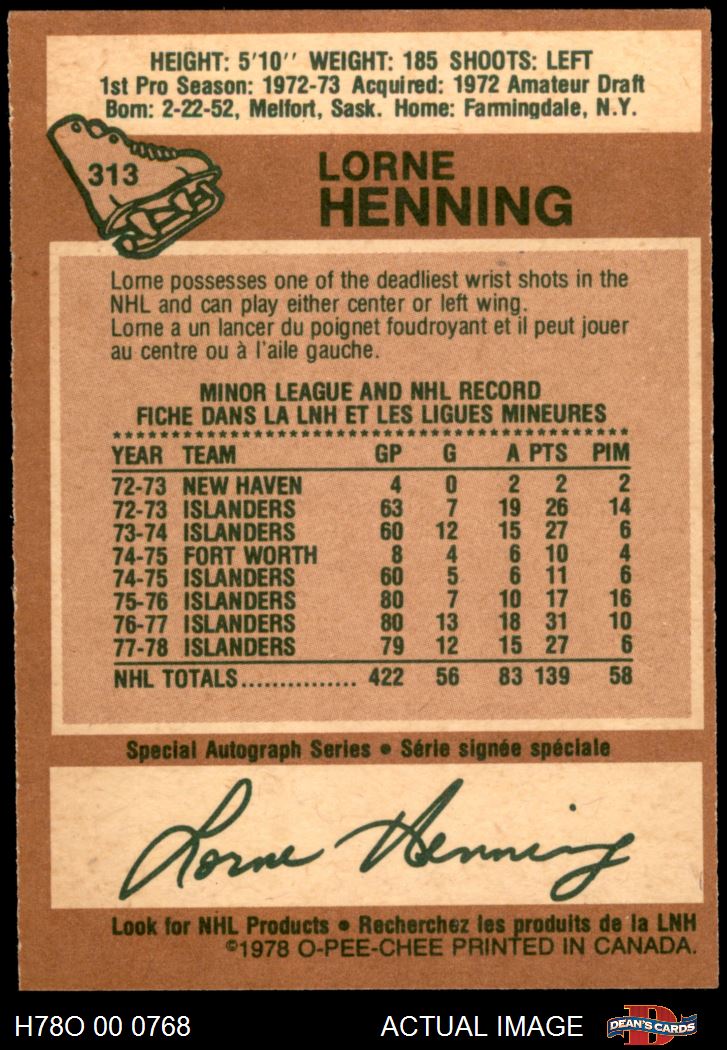 HEIGHT: 5'10'' WEIGHT: 185 SHOOTS: LEFT
1st Pro Season: 1972-73 Acquired: 1972 Amateur Draft
Born: 2-22-52, Melfort, Sask. Home: Farmingdale, N.Y.
313
LORNE
HENNING
Lorne possesses one of the deadliest wrist shots in the
NHL and can play either center or left wing.
Lorne a un lancer du poignet foudroyant et il peut jouer
au centre ou à l'aile gauche.
MINOR LEAGUE AND NHL RECORD
FICHE DANS LA LNH ET LES LIGUES MINEURES
YEAR TEAM GP G A PTS PIM
72-73 NEW HAVEN 4 0 2 2 2
72-73 ISLANDERS 63 7 19 26 14
73-74 ISLANDERS 60 12 15 27 6
74-75 FORT WORTH 8 4 6 10 4
74-75 ISLANDERS 60 5 6 11 6
75-76 ISLANDERS 80 7 10 17 16
76-77 ISLANDERS 80 13 18 31 10
77-78 ISLANDERS 79 12 15 27 6
NHL TOTALS................ 422 56 83 139 58
Special Autograph Series • Série signée spéciale
Lorne Henning
Look for NHL Products • Recherchez les produits de la LNH
©1978 O-PEE-CHEE PRINTED IN CANADA.
H78O 00 0768 ACTUAL IMAGE D DEAN'S CARDS